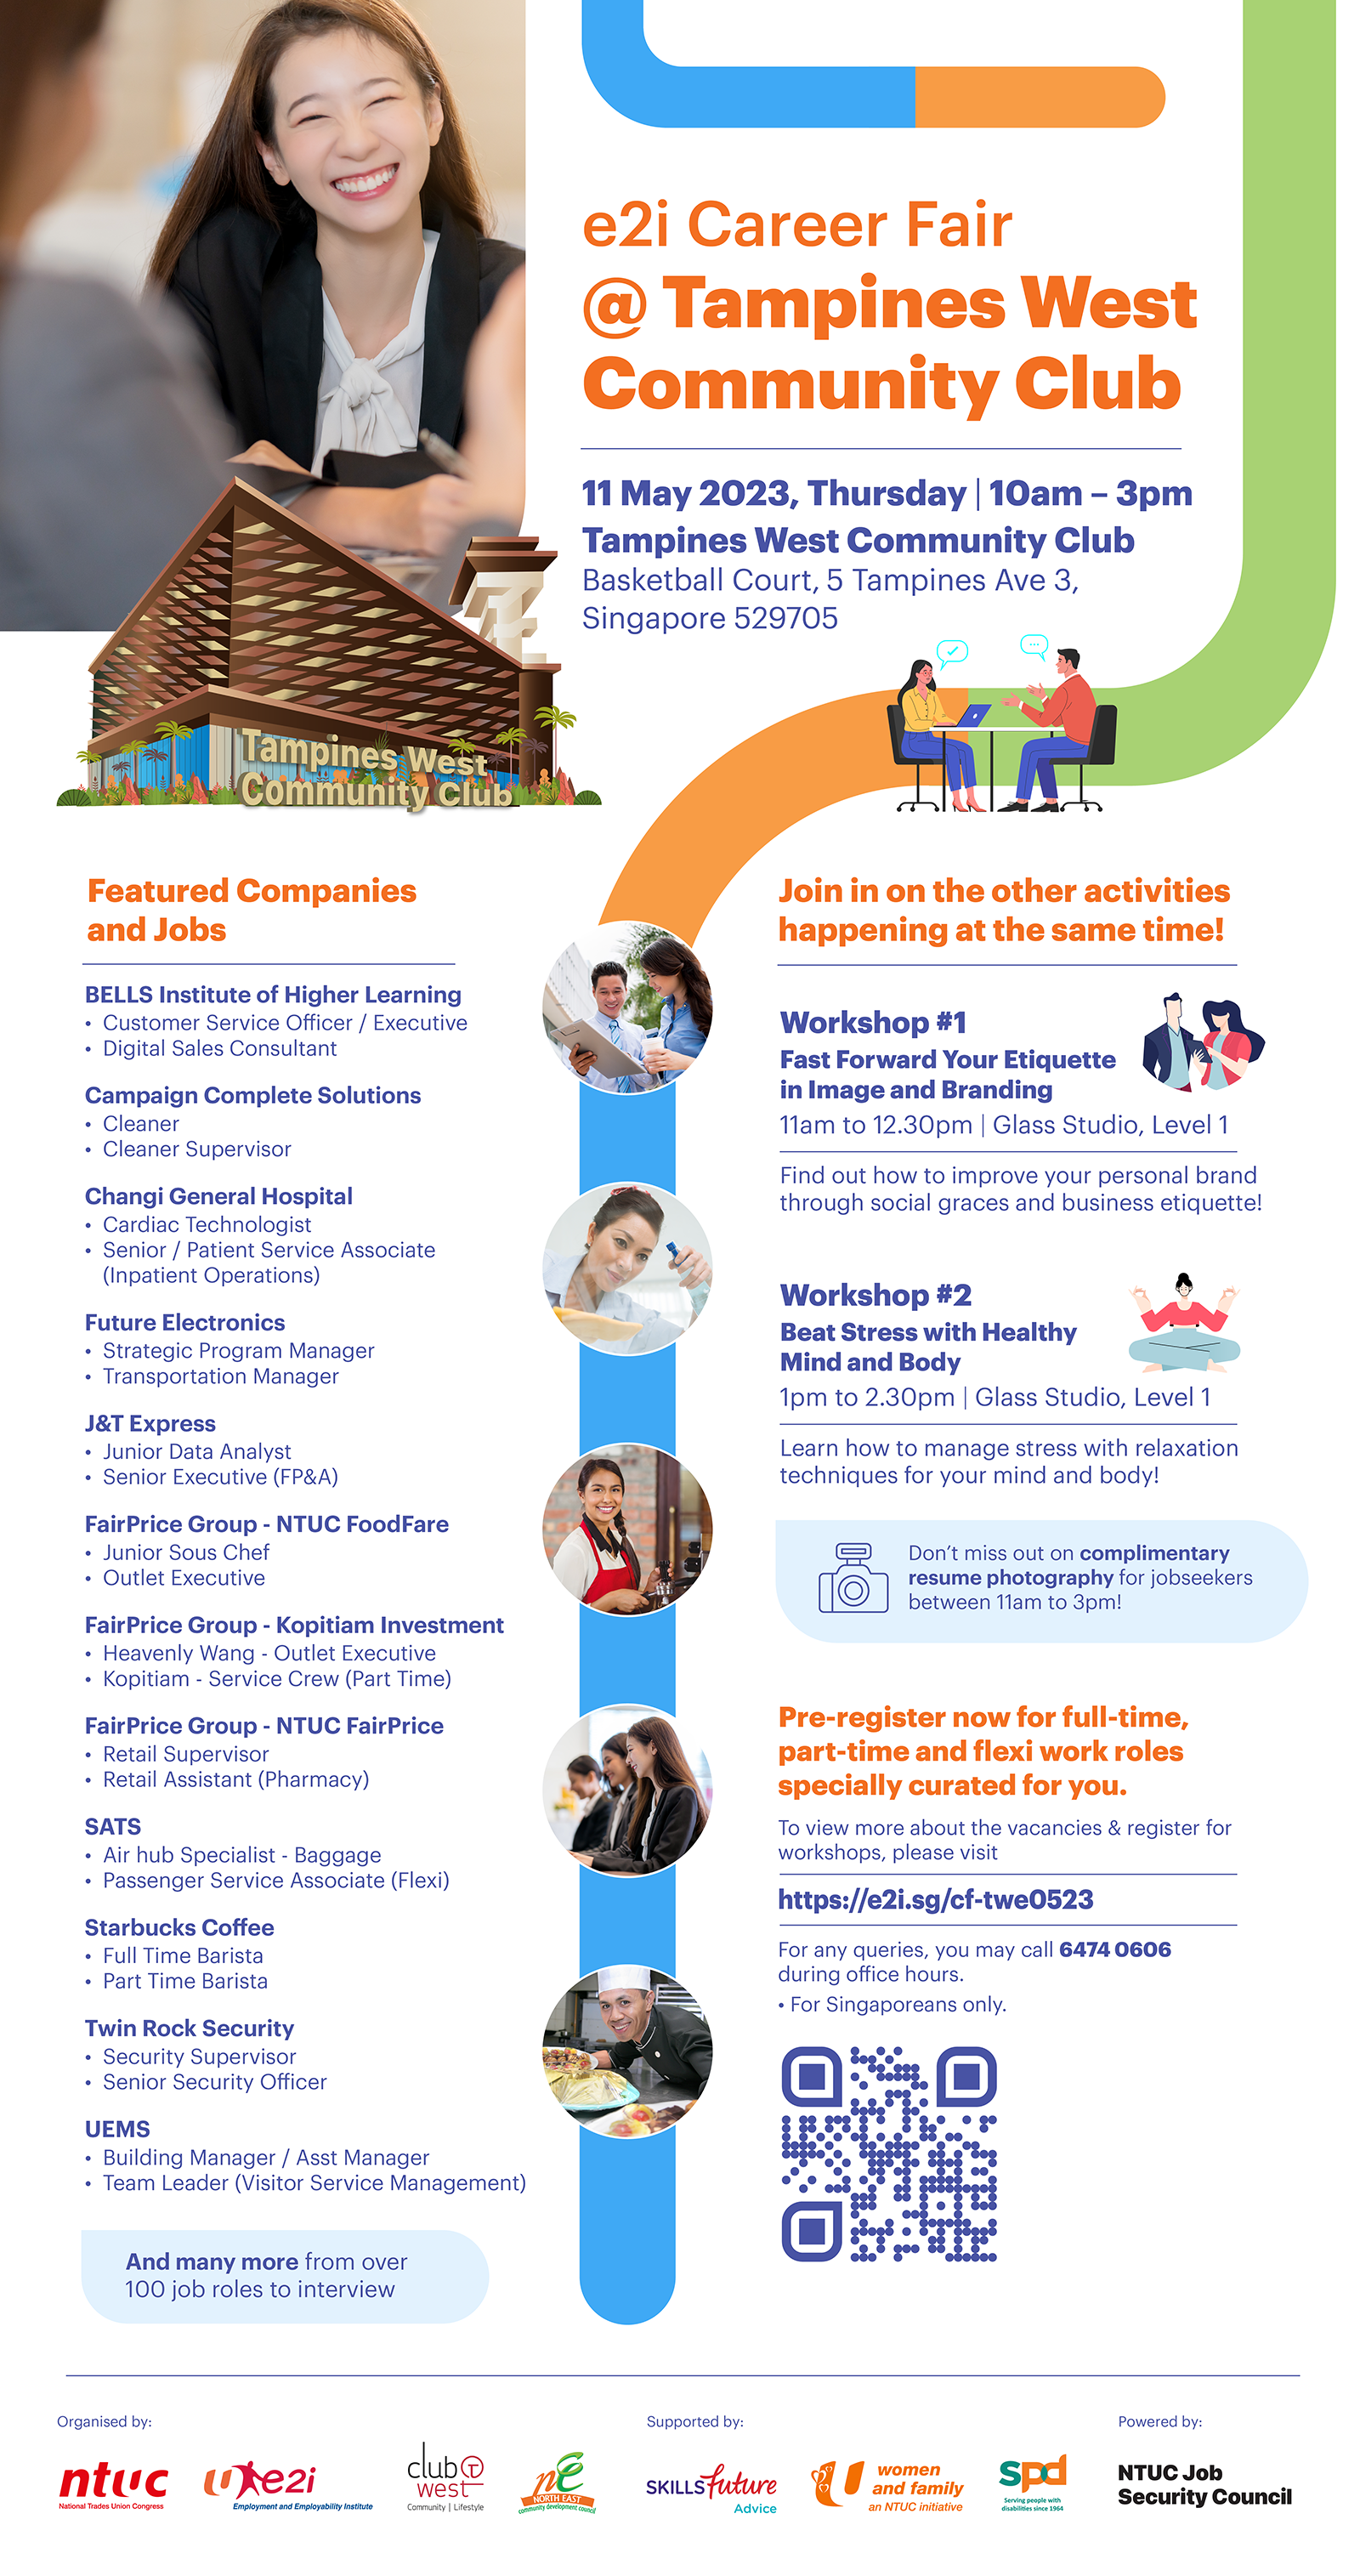 e2i Career Fair
@ Tampines West
Community Club
11 May 2023, Thursday | 10am – 3pm
Tampines West Community Club
Basketball Court, 5 Tampines Ave 3,
Singapore 529705
Tampines West
Community Club
Featured Companies
and Jobs
BELLS Institute of Higher Learning
• Customer Service Officer / Executive
• Digital Sales Consultant
Campaign Complete Solutions
• Cleaner
• Cleaner Supervisor
Changi General Hospital
• Cardiac Technologist
• Senior / Patient Service Associate
(Inpatient Operations)
Future Electronics
• Strategic Program Manager
• Transportation Manager
J&T Express
• Junior Data Analyst
• Senior Executive (FP&A)
FairPrice Group - NTUC FoodFare
• Junior Sous Chef
• Outlet Executive
FairPrice Group - Kopitiam Investment
• Heavenly Wang - Outlet Executive
• Kopitiam - Service Crew (Part Time)
FairPrice Group - NTUC FairPrice
• Retail Supervisor
• Retail Assistant (Pharmacy)
SATS
• Air hub Specialist - Baggage
• Passenger Service Associate (Flexi)
Starbucks Coffee
• Full Time Barista
• Part Time Barista
Twin Rock Security
• Security Supervisor
• Senior Security Officer
UEMS
• Building Manager / Asst Manager
• Team Leader (Visitor Service Management)
And many more from over
100 job roles to interview
Join in on the other activities
happening at the same time!
Workshop #1
Fast Forward Your Etiquette
in Image and Branding
11am to 12.30pm | Glass Studio, Level 1
Find out how to improve your personal brand
through social graces and business etiquette!
Workshop #2
Beat Stress with Healthy
Mind and Body
1pm to 2.30pm | Glass Studio, Level 1
Learn how to manage stress with relaxation
techniques for your mind and body!
Don't miss out on complimentary
resume photography for jobseekers
between 11am to 3pm!
Pre-register now for full-time,
part-time and flexi work roles
specially curated for you.
To view more about the vacancies & register for
workshops, please visit
https://e2i.sg/cf-twe0523
For any queries, you may call 6474 0606
during office hours.
• For Singaporeans only.
Organised by:
ntuc
National Trades Union Congress
U e2i
Employment and Employability Institute
club T
west
Community | Lifestyle
ne
NORTH EAST
community development council
Supported by:
SKILLSfuture
Advice
U women
and family
an NTUC initiative
spd
Serving people with
disabilities since 1964
Powered by:
NTUC Job
Security Council